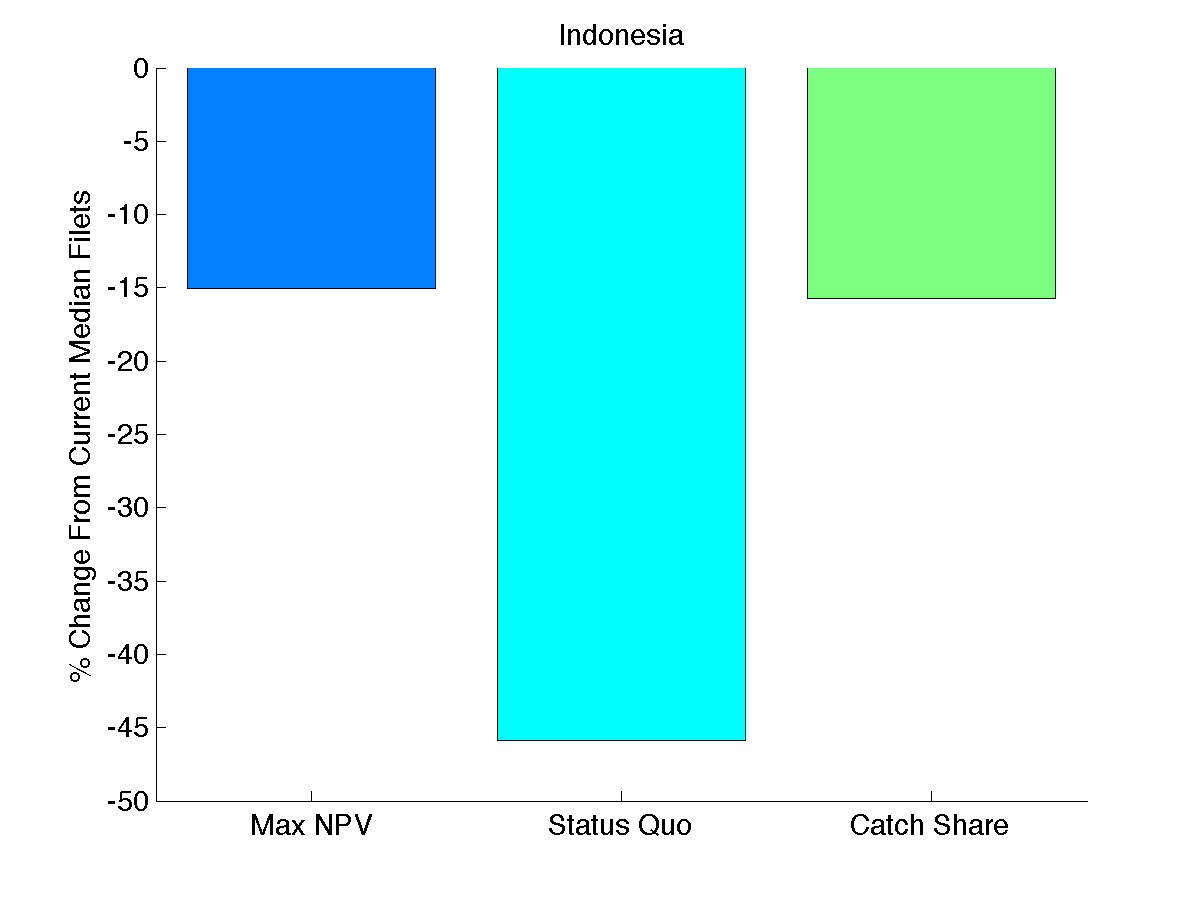 Indonesia
% Change From Current Median Filets
0
-5
-10
-15
-20
-25
-30
-35
-40
-45
-50
Max NPV
Status Quo
Catch Share